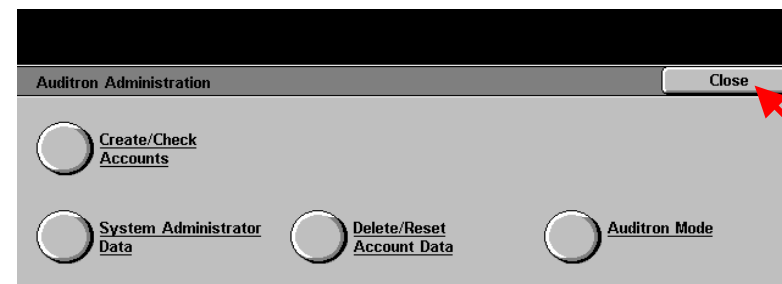 Auditron Administration
Close
Create/Check
Accounts
System Administrator
Data
Delete/Reset
Account Data
Auditron Mode